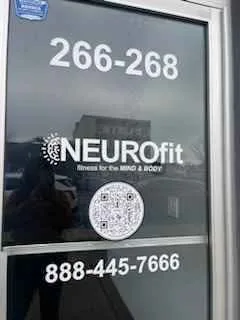 266-268
NEUROfit
fitness for the MIND & BODY
888-445-7666